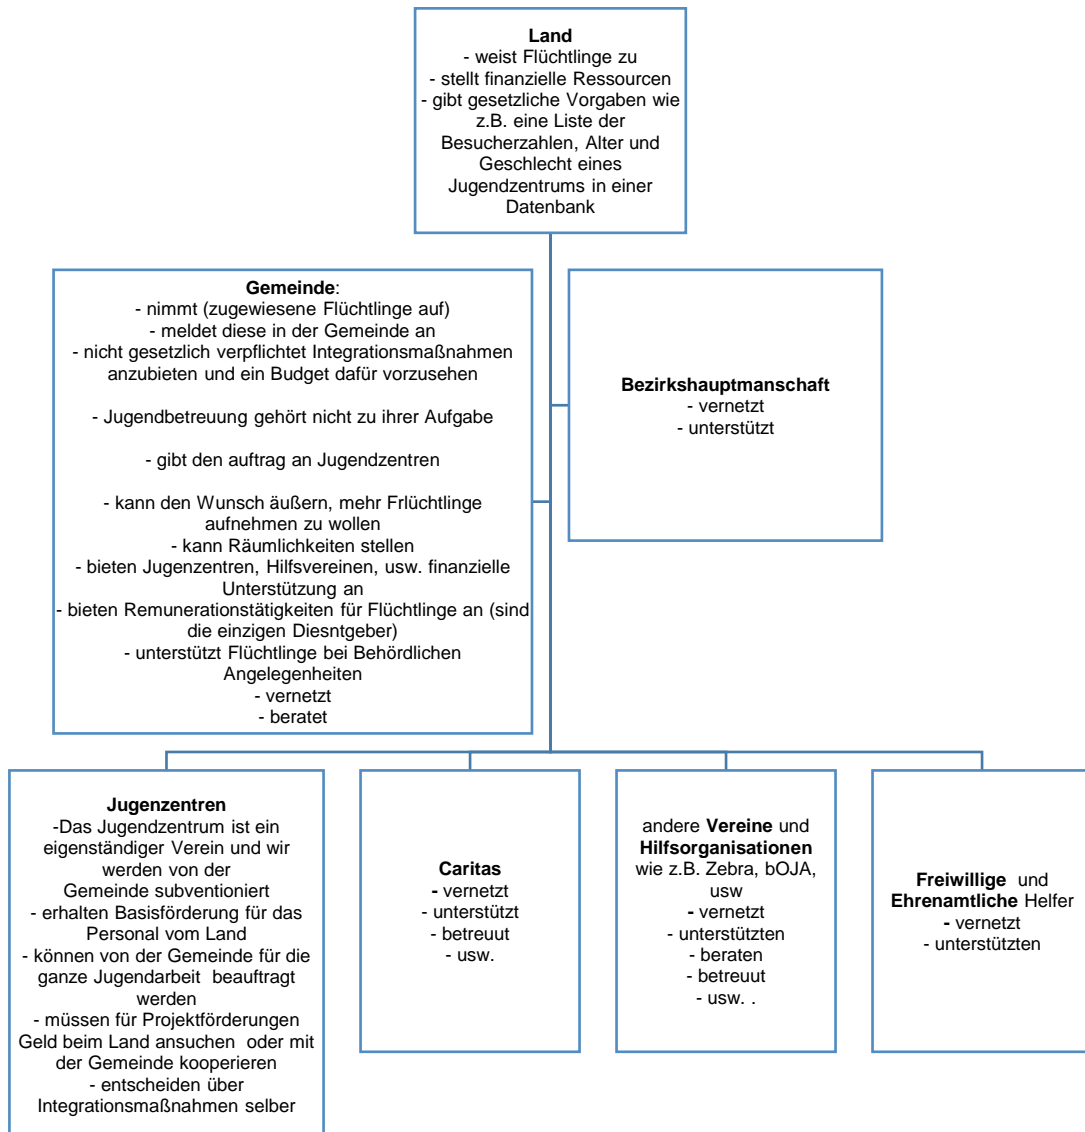 Land
- weist Flüchtlinge zu
- stellt finanzielle Ressourcen
- gibt gesetzliche Vorgaben wie
z.B. eine Liste der
Besucherzahlen, Alter und
Geschlecht eines
Jugendzentrums in einer
Datenbank
Gemeinde:
- nimmt (zugewiesene Flüchtlinge auf)
- meldet diese in der Gemeinde an
- nicht gesetzlich verpflichtet Integrationsmaßnahmen
anzubieten und ein Budget dafür vorzusehen
- Jugendbetreuung gehört nicht zu ihrer Aufgabe
- gibt den auftrag an Jugendzentren
- kann den Wunsch äußern, mehr Frlüchtlinge
aufnehmen zu wollen
- kann Räumlichkeiten stellen
- bieten Jugenzentren, Hilfsvereinen, usw. finanzielle
Unterstützung an
- bieten Remunerationstätigkeiten für Flüchtlinge an (sind
die einzigen Diesntgeber)
- unterstützt Flüchtlinge bei Behördlichen
Angelegenheiten
- vernetzt
- beratet
Bezirkshauptmanschaft
- vernetzt
- unterstützt
Jugenzentren
-Das Jugendzentrum ist ein
eigenständiger Verein und wir
werden von der
Gemeinde subventioniert
- erhalten Basisförderung für das
Personal vom Land
- können von der Gemeinde für die
ganze Jugendarbeit beauftragt
werden
- müssen für Projektförderungen
Geld beim Land ansuchen oder mit
der Gemeinde kooperieren
- entscheiden über
Integrationsmaßnahmen selber
Caritas
- vernetzt
- unterstützt
- betreuut
- usw.
andere Vereine und
Hilfsorganisationen
wie z.B. Zebra, bOJA,
usw
- vernetzt
- unterstützten
- beraten
- betreuut
- usw. .
Freiwillige und
Ehrenamtliche Helfer
- vernetzt
- unterstützten